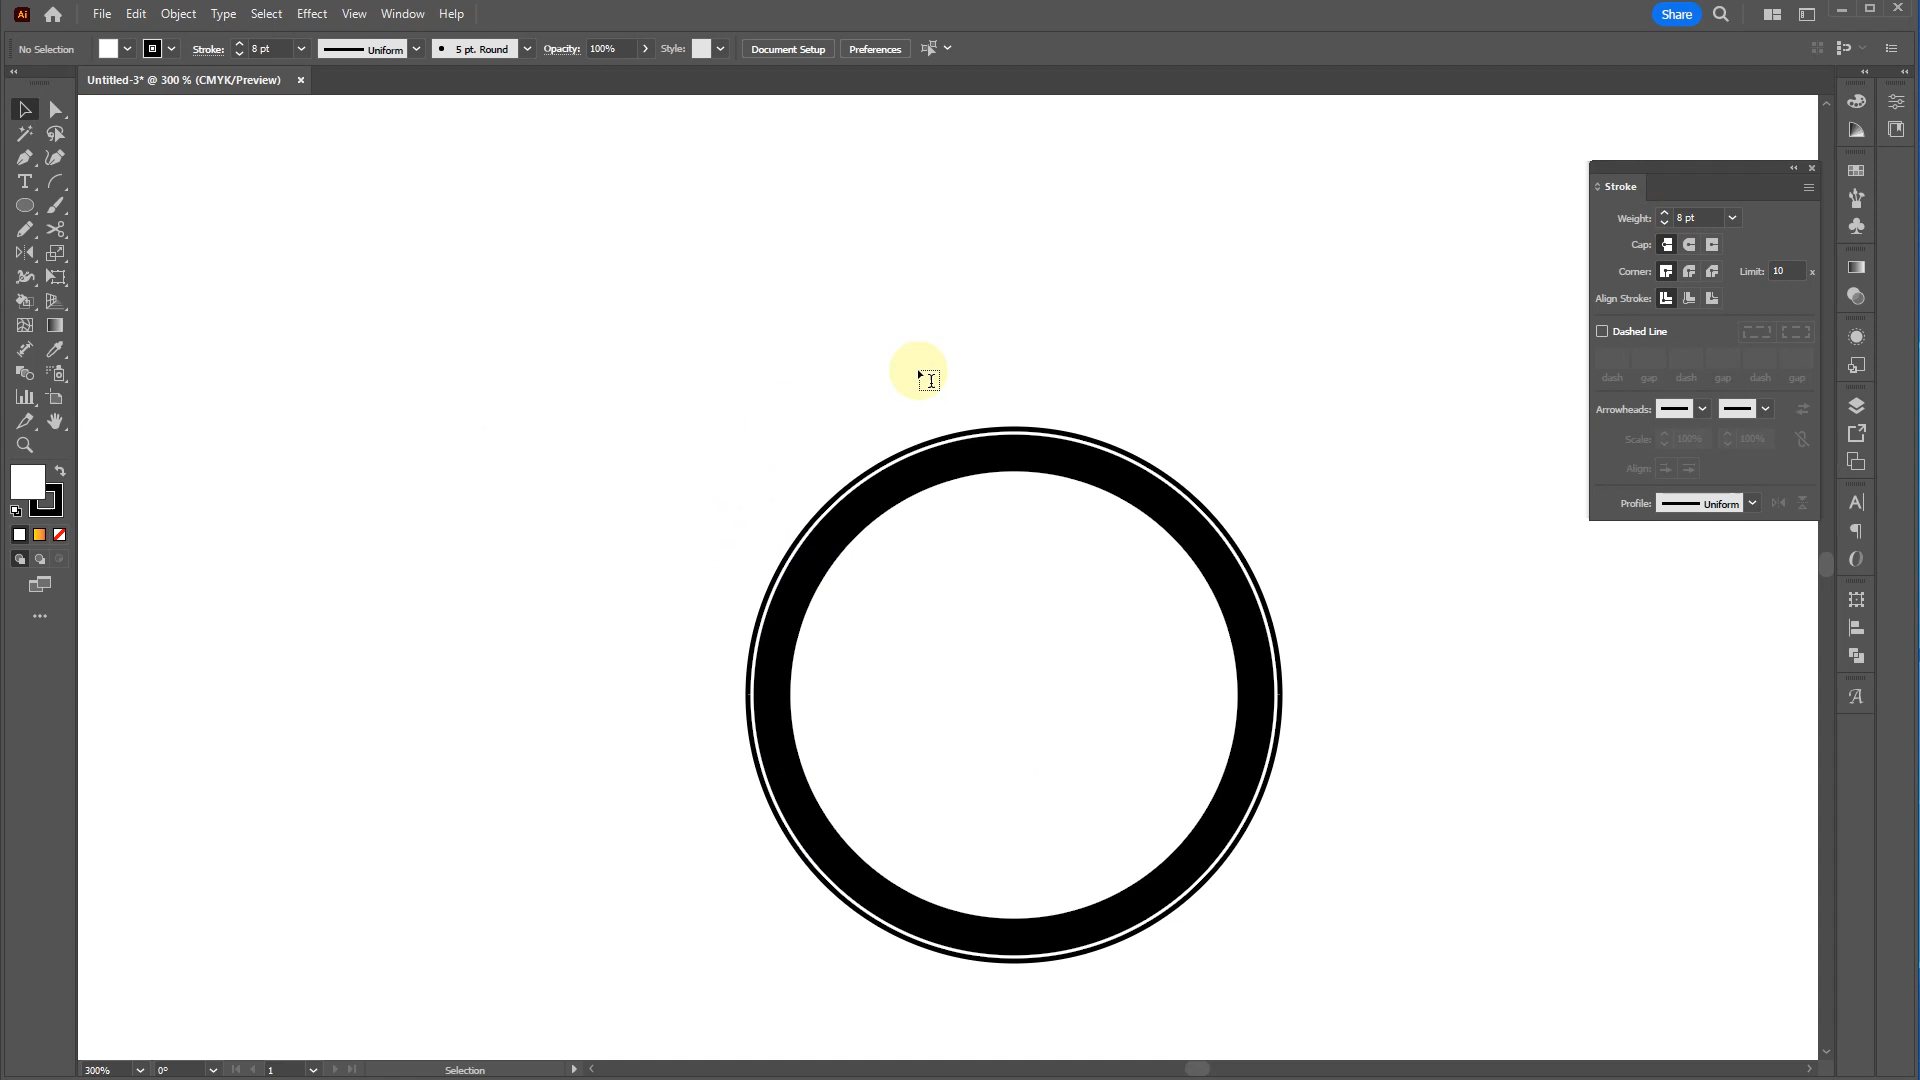 File Edit Object Type Select Effect View Window Help Share
No Selection Stroke: 8 pt Uniform 5 pt. Round Opacity: 100% Style: Document Setup Preferences
Untitled-3* @ 300 % (CMYK/Preview)
Stroke
Weight: 8 pt
Cap:
Corner: Limit: 10 x
Align Stroke:
Dashed Line
dash gap dash gap dash gap
Arrowheads:
Scale: 100% 100%
Align:
Profile: Uniform
300% 0° 1 Selection